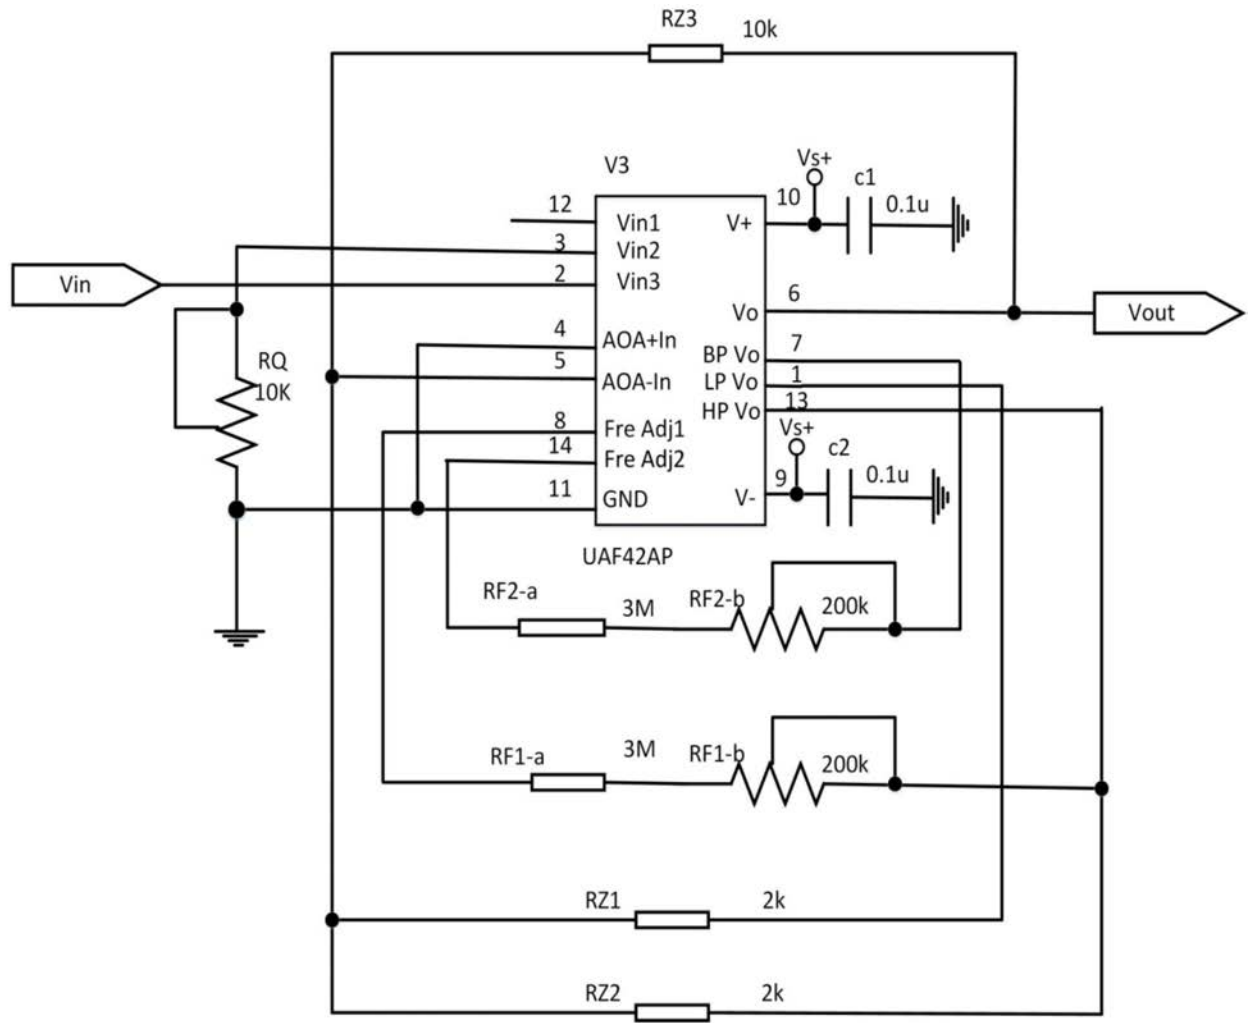 RZ3
10k
V3
Vs+
c1
10
0.1u
12
Vin1
V+
3
Vin2
Vin
2
Vin3
6
Vo
Vout
4
AOA+In
7
BP Vo
5
AOA-In
1
LP Vo
RQ
10K
13
HP Vo
8
Fre Adj1
Vs+
c2
14
Fre Adj2
0.1u
11
GND
9
V-
UAF42AP
RF2-a
3M
RF2-b
200k
RF1-a
3M
RF1-b
200k
RZ1
2k
RZ2
2k